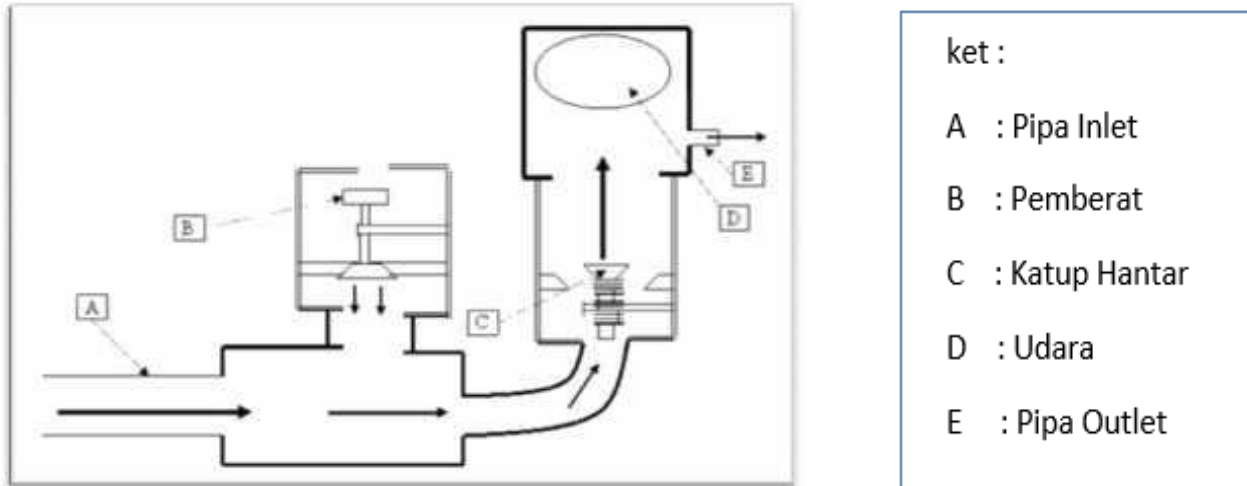 E
D
B
C
A
ket :
A : Pipa Inlet
B : Pemberat
C : Katup Hantar
D : Udara
E : Pipa Outlet